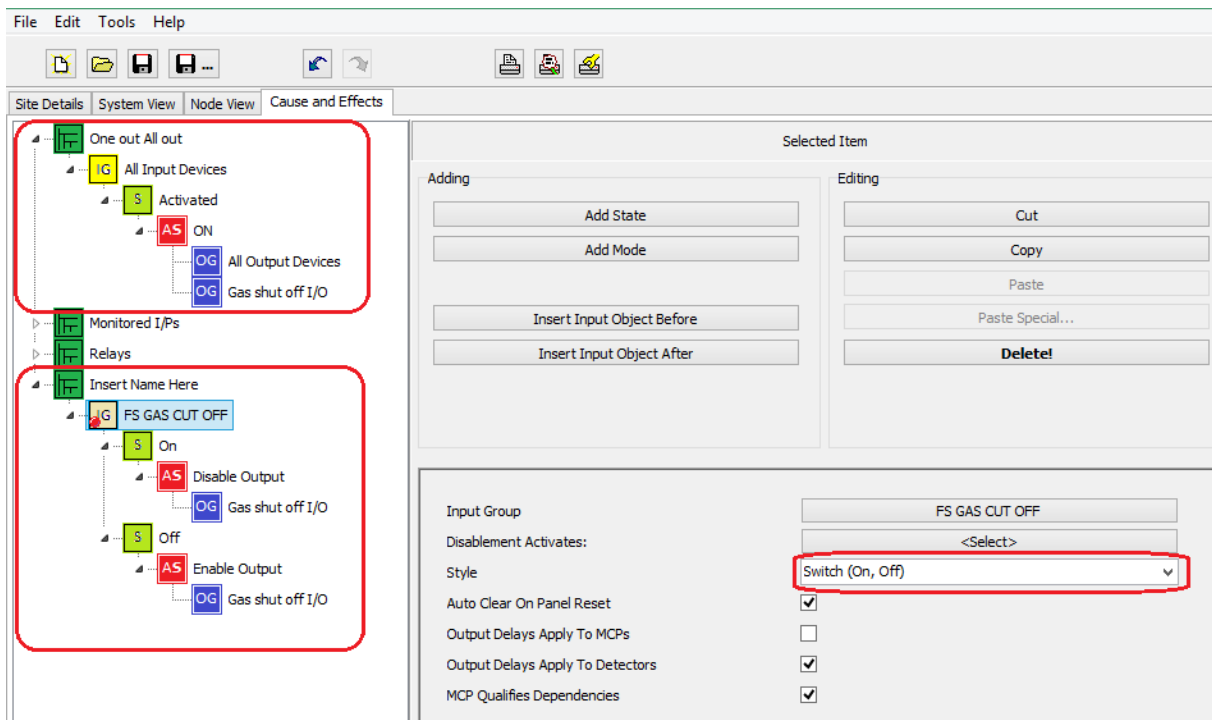 File Edit Tools Help
...
Site Details System View Node View Cause and Effects
One out All out
IG All Input Devices
S Activated
AS ON
OG All Output Devices
OG Gas shut off I/O
Monitored I/Ps
Relays
Insert Name Here
IG FS GAS CUT OFF
S On
AS Disable Output
OG Gas shut off I/O
S Off
AS Enable Output
OG Gas shut off I/O
Selected Item
Adding
Add State
Add Mode
Insert Input Object Before
Insert Input Object After
Editing
Cut
Copy
Paste
Paste Special...
Delete!
Input Group FS GAS CUT OFF
Disablement Activates: <Select>
Style Switch (On, Off)
Auto Clear On Panel Reset
Output Delays Apply To MCPs
Output Delays Apply To Detectors
MCP Qualifies Dependencies